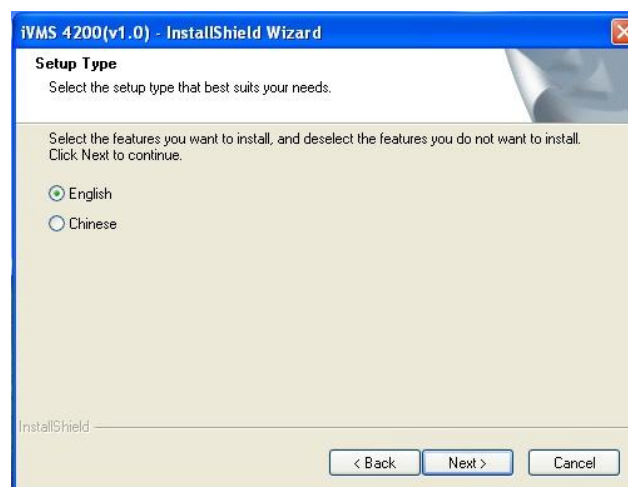 iVMS 4200(v1.0) - InstallShield Wizard
Setup Type
Select the setup type that best suits your needs.
Select the features you want to install, and deselect the features you do not want to install.
Click Next to continue.
English
Chinese
InstallShield
< Back
Next >
Cancel